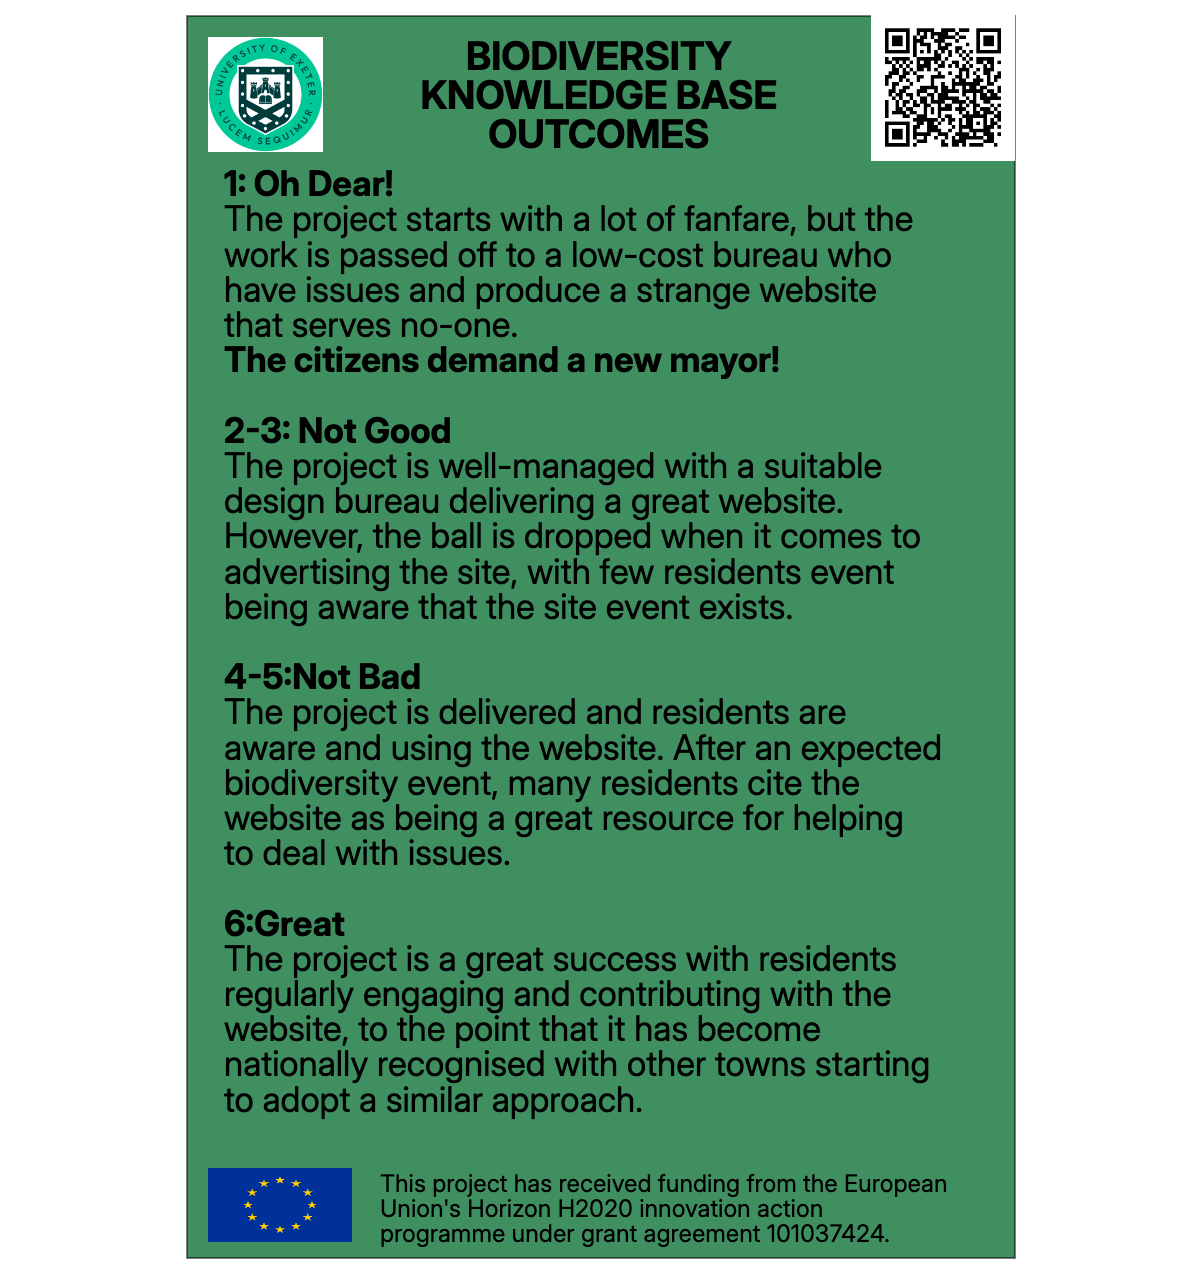 UNIVERSITY OF EXETER
LUCEM SEQUIMUR
BIODIVERSITY
KNOWLEDGE BASE
OUTCOMES
1: Oh Dear!
The project starts with a lot of fanfare, but the
work is passed off to a low-cost bureau who
have issues and produce a strange website
that serves no-one.
The citizens demand a new mayor!
2-3: Not Good
The project is well-managed with a suitable
design bureau delivering a great website.
However, the ball is dropped when it comes to
advertising the site, with few residents event
being aware that the site event exists.
4-5:Not Bad
The project is delivered and residents are
aware and using the website. After an expected
biodiversity event, many residents cite the
website as being a great resource for helping
to deal with issues.
6:Great
The project is a great success with residents
regularly engaging and contributing with the
website, to the point that it has become
nationally recognised with other towns starting
to adopt a similar approach.
This project has received funding from the European
Union's Horizon H2020 innovation action
programme under grant agreement 101037424.